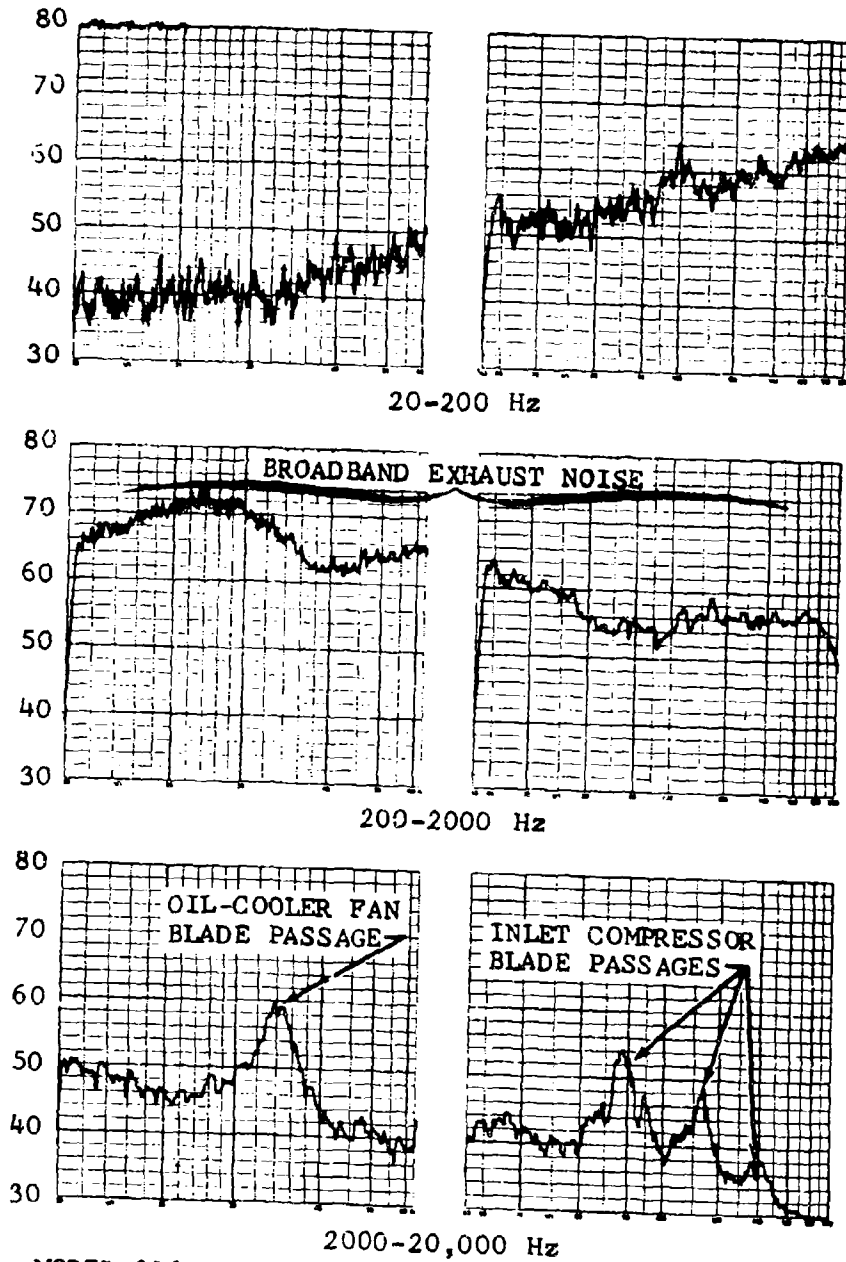 80
70
60
50
40
30
20-200 Hz
80
70
60
50
40
30
BROADBAND EXHAUST NOISE
200-2000 Hz
80
70
60
50
40
30
OIL-COOLER FAN
BLADE PASSAGE
INLET COMPRESSOR
BLADE PASSAGES
2000-20,000 Hz